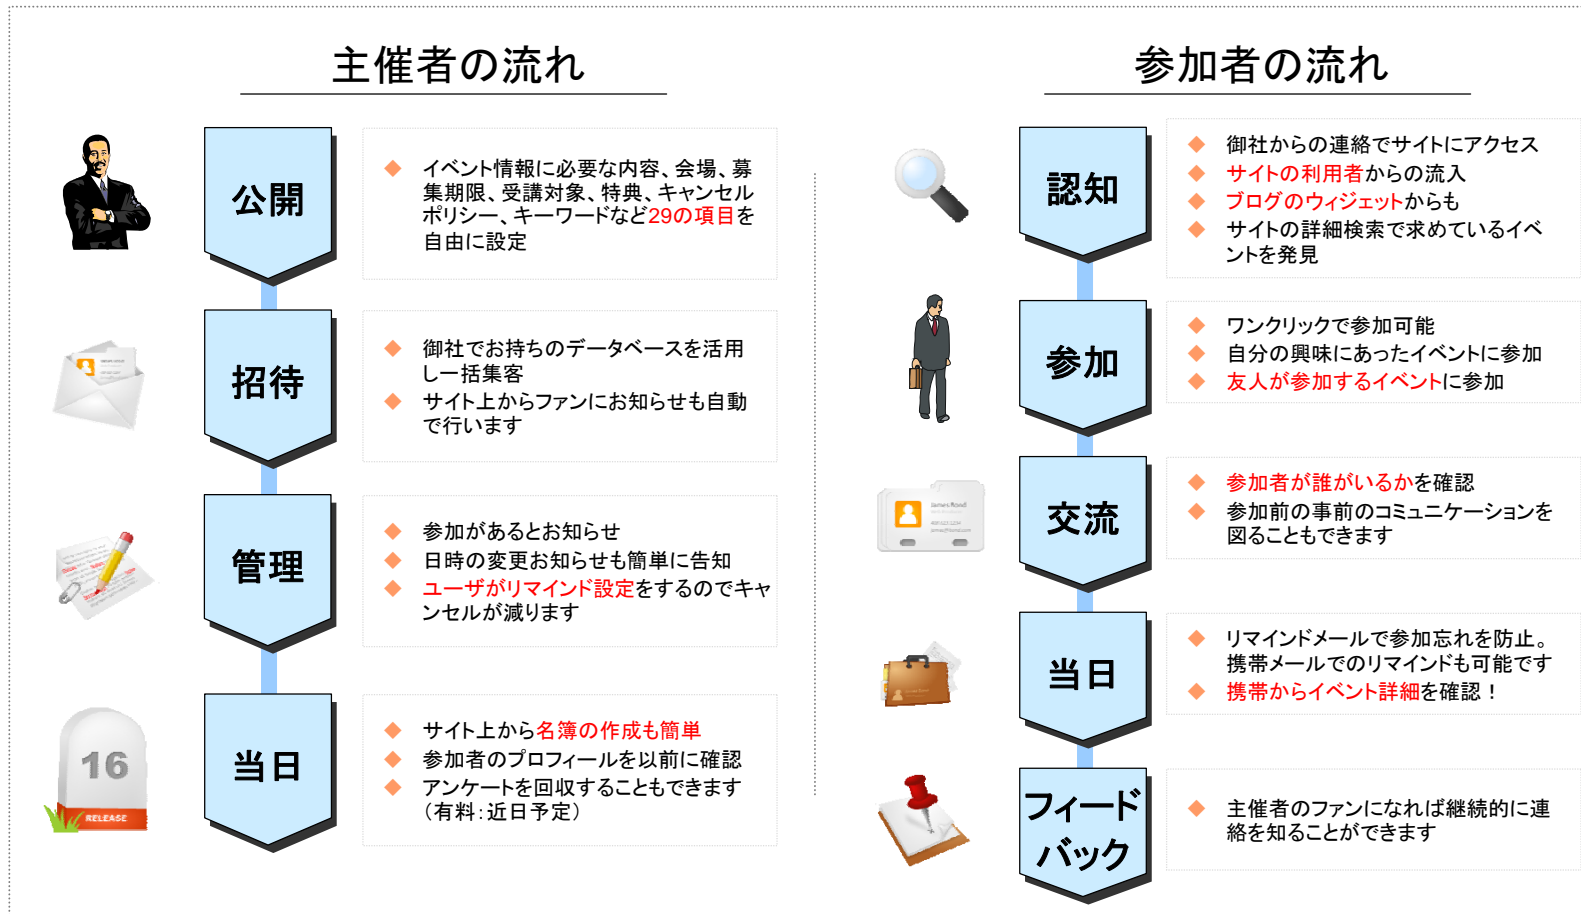 主催者の流れ
公開
イベント情報に必要な内容、会場、募
集期限、受講対象、特典、キャンセル
ポリシー、キーワードなど29の項目を
自由に設定
招待
御社でお持ちのデータベースを活用
し一括集客
サイト上からファンにお知らせも自動
で行います
管理
参加があるとお知らせ
日時の変更お知らせも簡単に告知
ユーザがリマインド設定をするのでキャ
ンセルが減ります
16
RELEASE
当日
サイト上から名簿の作成も簡単
参加者のプロフィールを以前に確認
アンケートを回収することもできます
（有料：近日予定）
参加者の流れ
認知
御社からの連絡でサイトにアクセス
サイトの利用者からの流入
ブログのウィジェットからも
サイトの詳細検索で求めているイベ
ントを発見
参加
ワンクリックで参加可能
自分の興味にあったイベントに参加
友人が参加するイベントに参加
交流
参加者が誰がいるかを確認
参加前の事前のコミュニケーションを
図ることもできます
当日
リマインドメールで参加忘れを防止。
携帯メールでのリマインドも可能です
携帯からイベント詳細を確認！
フィード
バック
主催者のファンになれば継続的に連
絡を知ることができます